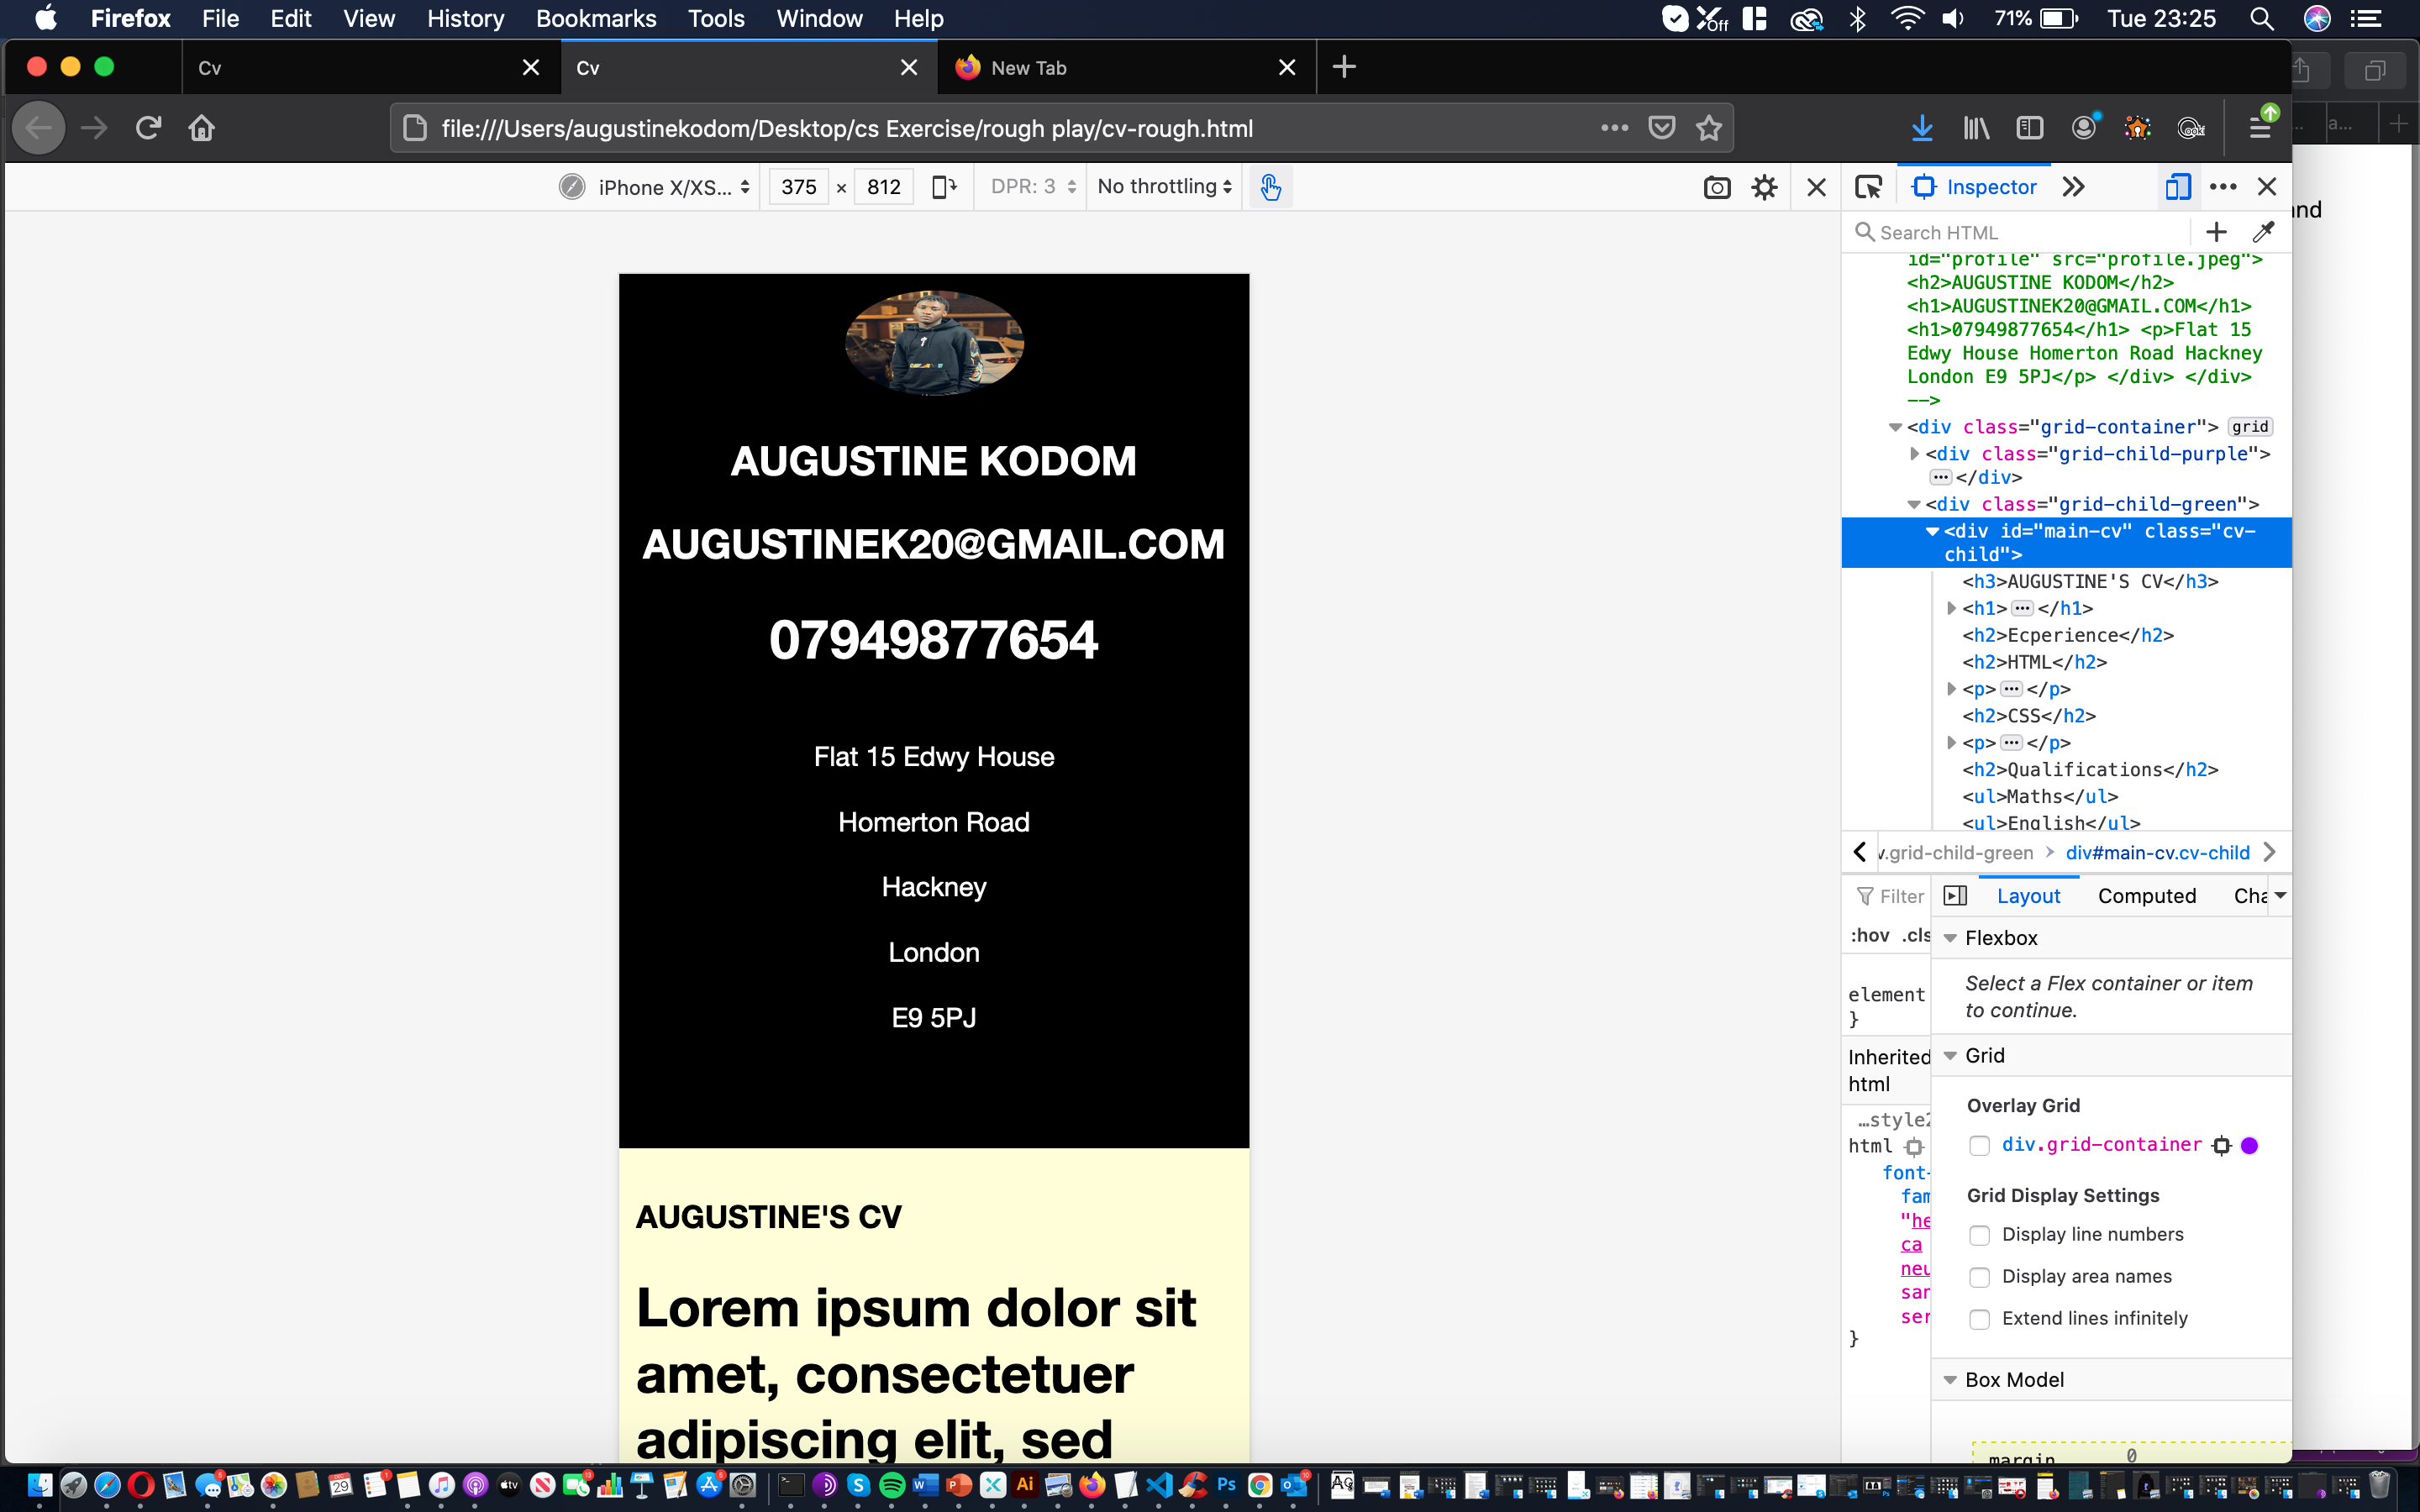 Firefox File Edit View History Bookmarks Tools Window Help
Off 71% Tue 23:25
Cv
Cv
New Tab
file:///Users/augustinekodom/Desktop/cs Exercise/rough play/cv-rough.html
a...
iPhone X/XS... 375 × 812 DPR: 3 No throttling
Inspector
Search HTML
id="profile" src="profile.jpeg">
<h2>AUGUSTINE KODOM</h2>
<h1>AUGUSTINEK20@GMAIL.COM</h1>
<h1>07949877654</h1> <p>Flat 15
Edwy House Homerton Road Hackney
London E9 5PJ</p> </div> </div>
-->
<div class="grid-container"> grid
<div class="grid-child-purple">
</div>
<div class="grid-child-green">
<div id="main-cv" class="cv-
child">
<h3>AUGUSTINE'S CV</h3>
<h1> ••• </h1>
<h2>Ecperience</h2>
<h2>HTML</h2>
<p> ••• </p>
<h2>CSS</h2>
<p> ••• </p>
<h2>Qualifications</h2>
<ul>Maths</ul>
<ul>English</ul>
.grid-child-green > div#main-cv.cv-child
Filter
Layout Computed Cha
:hov .cls
Flexbox
Select a Flex container or item
to continue.
element
}
Inherited
html
Grid
Overlay Grid
div.grid-container
Grid Display Settings
Display line numbers
Display area names
Extend lines infinitely
Box Model
margin 0
…style2
html
font-
fam
"he
ca
neu
san
ser
}
AUGUSTINE KODOM
AUGUSTINEK20@GMAIL.COM
07949877654
Flat 15 Edwy House
Homerton Road
Hackney
London
E9 5PJ
AUGUSTINE'S CV
Lorem ipsum dolor sit
amet, consectetuer
adipiscing elit, sed